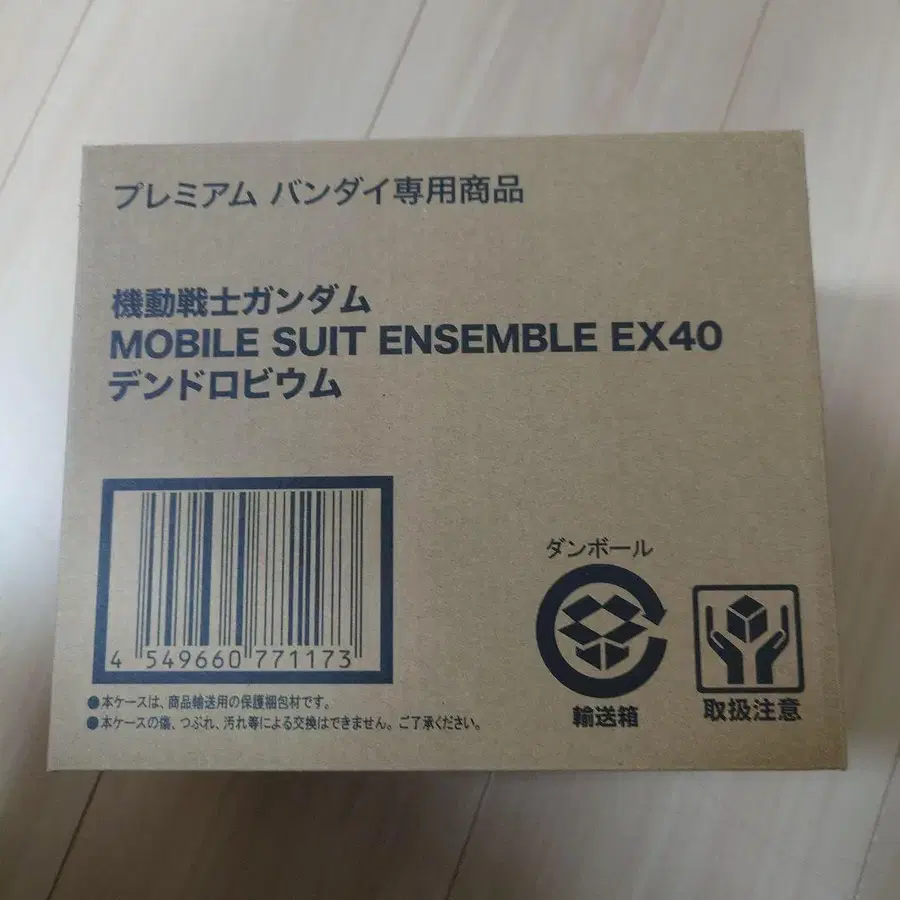 プレミアム バンダイ専用商品
機動戦士ガンダム
MOBILE SUIT ENSEMBLE EX40
デンドロビウム
4 549660 771173
●本ケースは、商品輸送用の保護梱包材です。
●本ケースの傷、つぶれ、汚れ等による交換はできません。ご了承ください。
ダンボール
輸送箱
取扱注意